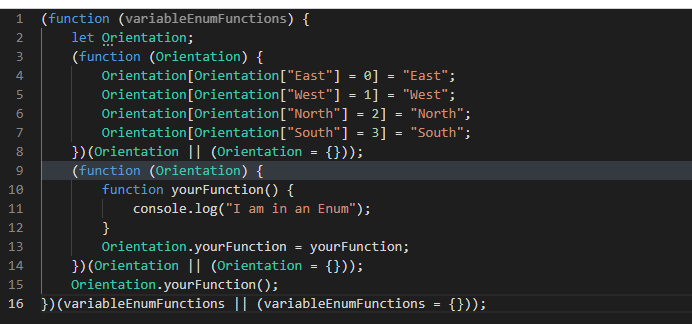 1 (function (variableEnumFunctions) {
2 let Orientation;
3 (function (Orientation) {
4 Orientation[Orientation["East"] = 0] = "East";
5 Orientation[Orientation["West"] = 1] = "West";
6 Orientation[Orientation["North"] = 2] = "North";
7 Orientation[Orientation["South"] = 3] = "South";
8 })(Orientation || (Orientation = {}));
9 (function (Orientation) {
10 function yourFunction() {
11 console.log("I am in an Enum");
12 }
13 Orientation.yourFunction = yourFunction;
14 })(Orientation || (Orientation = {}));
15 Orientation.yourFunction();
16 })(variableEnumFunctions || (variableEnumFunctions = {}));